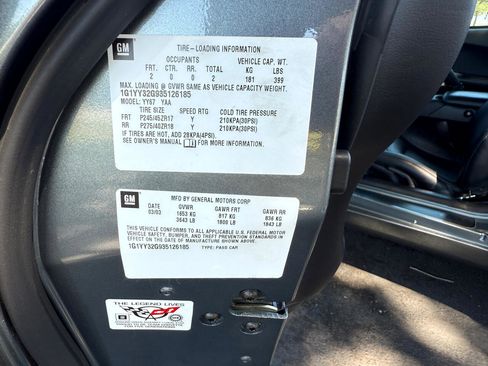 GM
TIRE-LOADING INFORMATION
OCCUPANTS VEHICLE CAP. WT.
FRT. CTR. RR. TOTAL KG LBS
2 0 0 2 181 399
MAX. LOADING @ GVWR SAME AS VEHICLE CAPACITY WEIGHT.
1G1YY32G935126185
MODEL: YY67 YAA
TIRE SIZE SPEED RTG COLD TIRE PRESSURE
FRT P245/45ZR17 Y 210KPA(30PSI)
RR P275/40ZR18 Y 210KPA(30PSI)
IF TIRES ARE HOT, ADD 28KPA(4PSI).
SEE OWNER'S MANUAL FOR ADDITIONAL INFORMATION
GM
MFD BY GENERAL MOTORS CORP
DATE GVWR GAWR FRT GAWR RR
03/03 1653 KG 817 KG 836 KG
3643 LB 1800 LB 1843 LB
THIS VEHICLE CONFORMS TO ALL APPLICABLE U.S. FEDERAL MOTOR
VEHICLE SAFETY, BUMPER, AND THEFT PREVENTION STANDARDS IN
EFFECT ON THE DATE OF MANUFACTURE SHOWN ABOVE.
1G1YY32G935126185 TYPE: PASS CAR
THE LEGEND LIVES